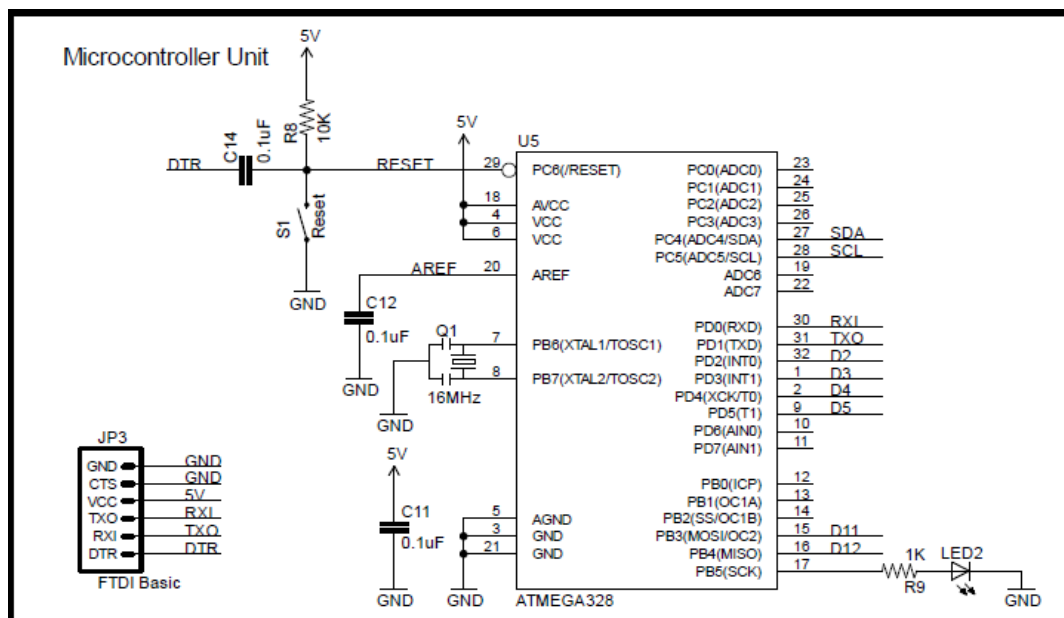 Microcontroller Unit
5V
R8
10K
C14
0.1uF
DTR
RESET
S1
Reset
GND
5V
AREF
C12
0.1uF
GND
Q1
16MHz
GND
U5
29 PC6(/RESET)
18 AVCC
4 VCC
6 VCC
20 AREF
7 PB6(XTAL1/TOSC1)
8 PB7(XTAL2/TOSC2)
5 AGND
3 GND
21 GND
PC0(ADC0) 23
PC1(ADC1) 24
PC2(ADC2) 25
PC3(ADC3) 26
PC4(ADC4/SDA) 27 SDA
PC5(ADC5/SCL) 28 SCL
ADC6 19
ADC7 22
PD0(RXD) 30 RXI
PD1(TXD) 31 TXO
PD2(INT0) 32 D2
PD3(INT1) 1 D3
PD4(XCK/T0) 2 D4
PD5(T1) 9 D5
PD6(AIN0) 10
PD7(AIN1) 11
PB0(ICP) 12
PB1(OC1A) 13
PB2(SS/OC1B) 14
PB3(MOSI/OC2) 15 D11
PB4(MISO) 16 D12
PB5(SCK) 17
ATMEGA328
1K
R9
LED2
GND
5V
C11
0.1uF
GND
GND
JP3
GND GND
CTS GND
VCC 5V
TXO RXI
RXI TXO
DTR DTR
FTDI Basic